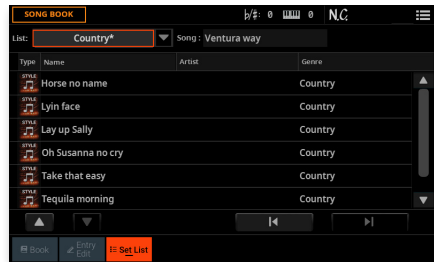 SONG BOOK ♭/♯: 0 0 N.C.
List: Country* Song : Ventura way
Type Name Artist Genre
STYLE Horse no name Country
STYLE Lyin face Country
STYLE Lay up Sally Country
STYLE Oh Susanna no cry Country
STYLE Take that easy Country
STYLE Tequila morning Country
Book Entry Edit Set List